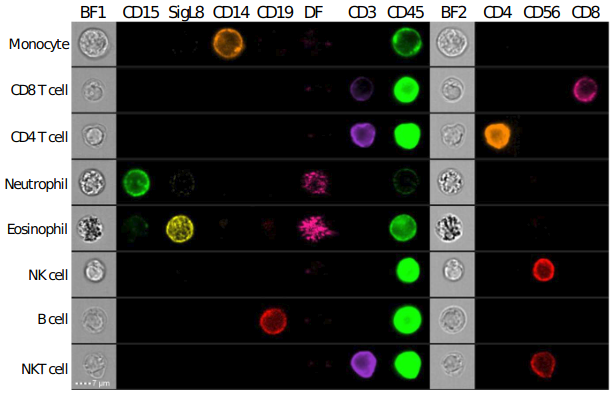 BF1 CD15 SigL8 CD14 CD19 DF CD3 CD45 BF2 CD4 CD56 CD8
Monocyte
CD8 T cell
CD4 T cell
Neutrophil
Eosinophil
NK cell
B cell
NKT cell
7 µm